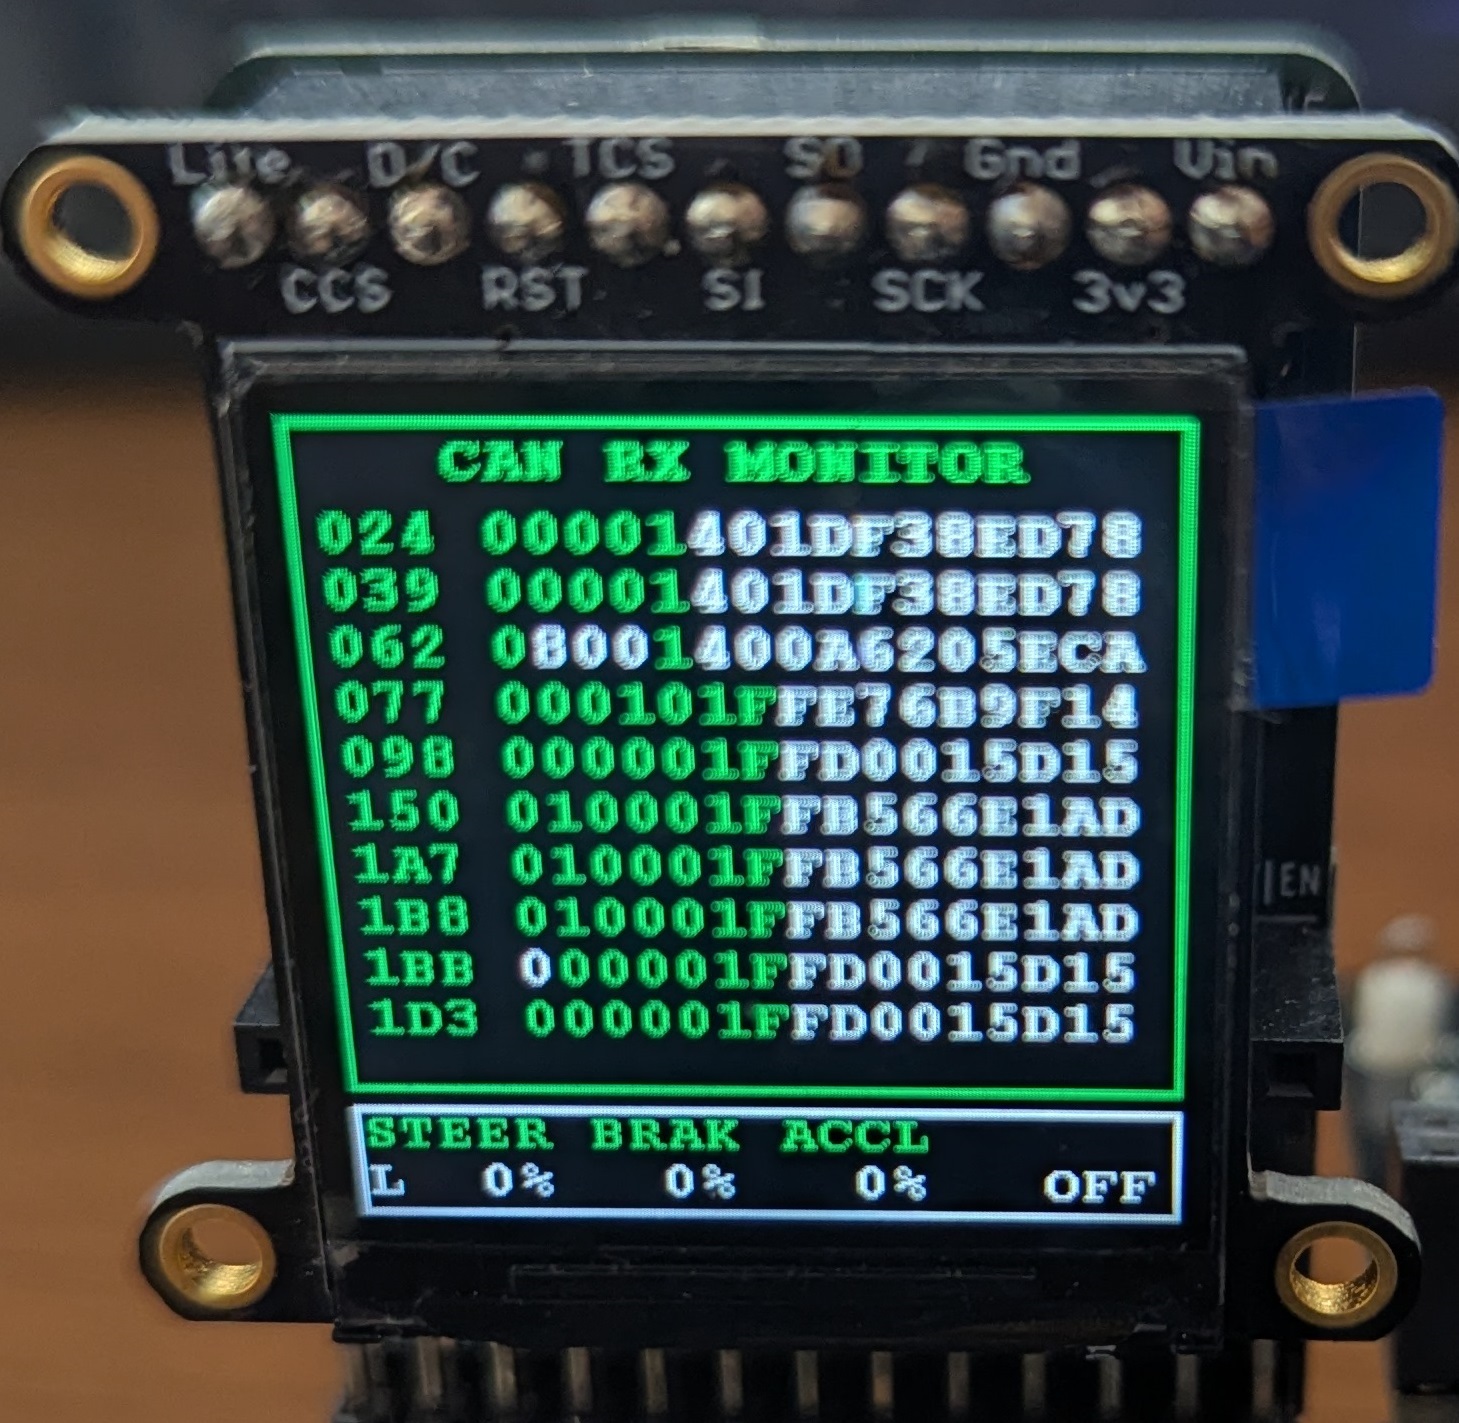 Lite D/C TCS SO Gnd Vin
CCS RST SI SCK 3v3
CAN RX MONITOR
024 00001401DF38ED78
039 00001401DF38ED78
062 0B001400A6205ECA
077 000101FFE76B9F14
098 000001FFD0015D15
150 010001FFB566E1AD
1A7 010001FFB566E1AD
1B8 010001FFB566E1AD
1BB 000001FFD0015D15
1D3 000001FFD0015D15
EN
STEER BRAK ACCL
L 0% 0% 0% OFF